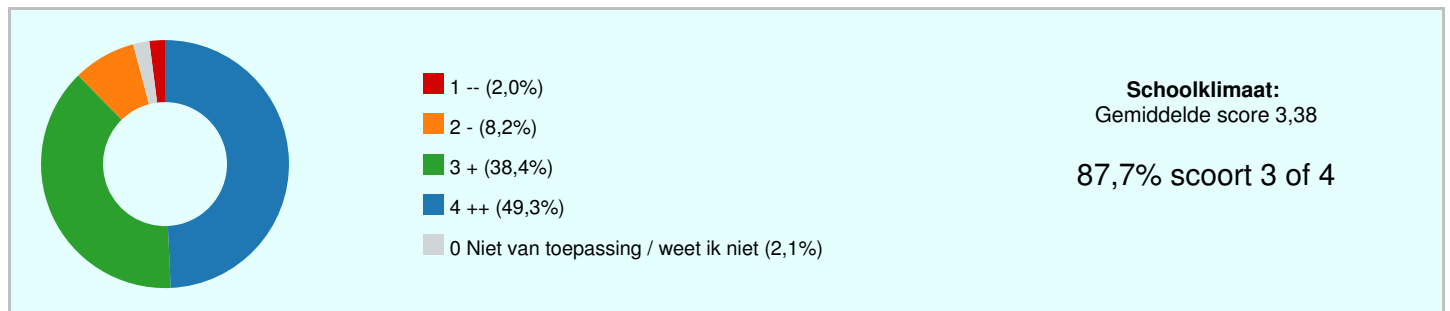 1 -- (2,0%)
2 - (8,2%)
3 + (38,4%)
4 ++ (49,3%)
0 Niet van toepassing / weet ik niet (2,1%)
Schoolklimaat:
Gemiddelde score 3,38
87,7% scoort 3 of 4